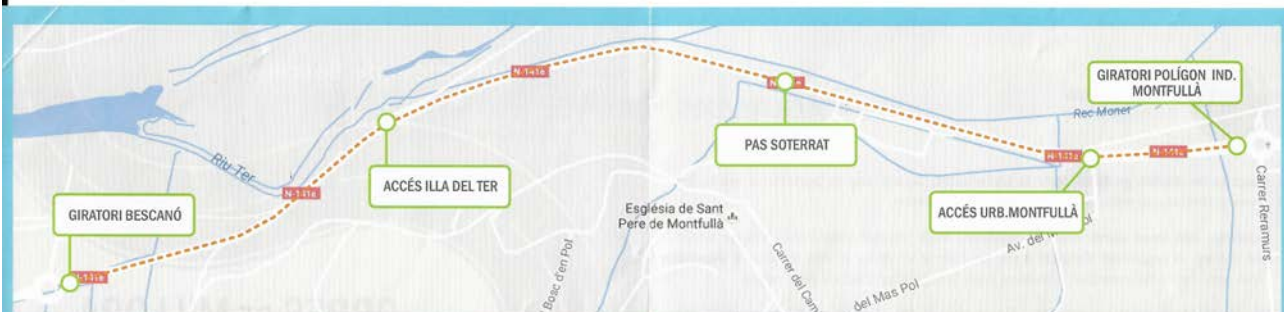 GIRATORI BESCANÓ
N-141e
Riu Ter
N-141e
ACCÉS ILLA DEL TER
N-141e
PAS SOTERRAT
Església de Sant
Pere de Montfullà
Bosc d'en Pol
Carrer del Cam
del Mas Pol
Av. del M
ol
N-141e
ACCÉS URB.MONTFULLÀ
N-141e
Rec Monet
GIRATORI POLÍGON IND.
MONTFULLÀ
Carrer Reramurs